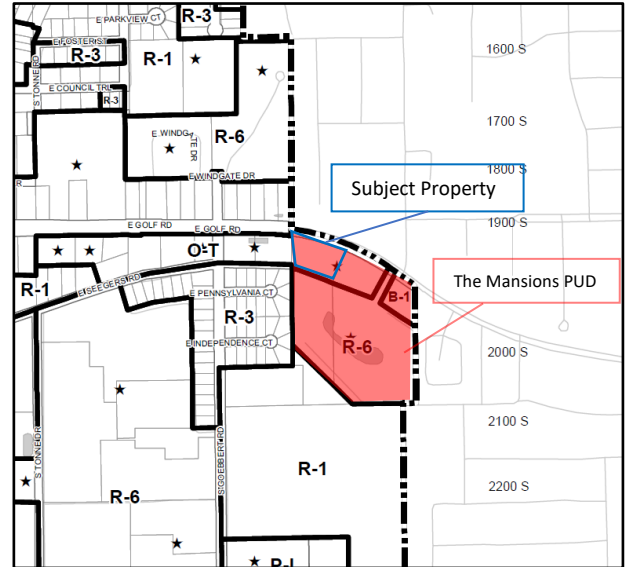 E PARKVIEW CT
R-3
E FOSTER ST
R-3
R-1
1600 S
S TONNE RD
E COUNCIL TRL
R-3
1700 S
E WINDGATE DR
R-6
1800 S
E WINDGATE DR
R
Subject Property
1900 S
E GOLF RD
E GOLF RD
O-T
R-1
E SEEGERS RD
E PENNSYLVANIA CT
B-1
The Mansions PUD
R-3
E INDEPENDENCE CT
R-6
2000 S
2100 S
S TONNE DR
S GOEBBERT RD
R-1
2200 S
R-6